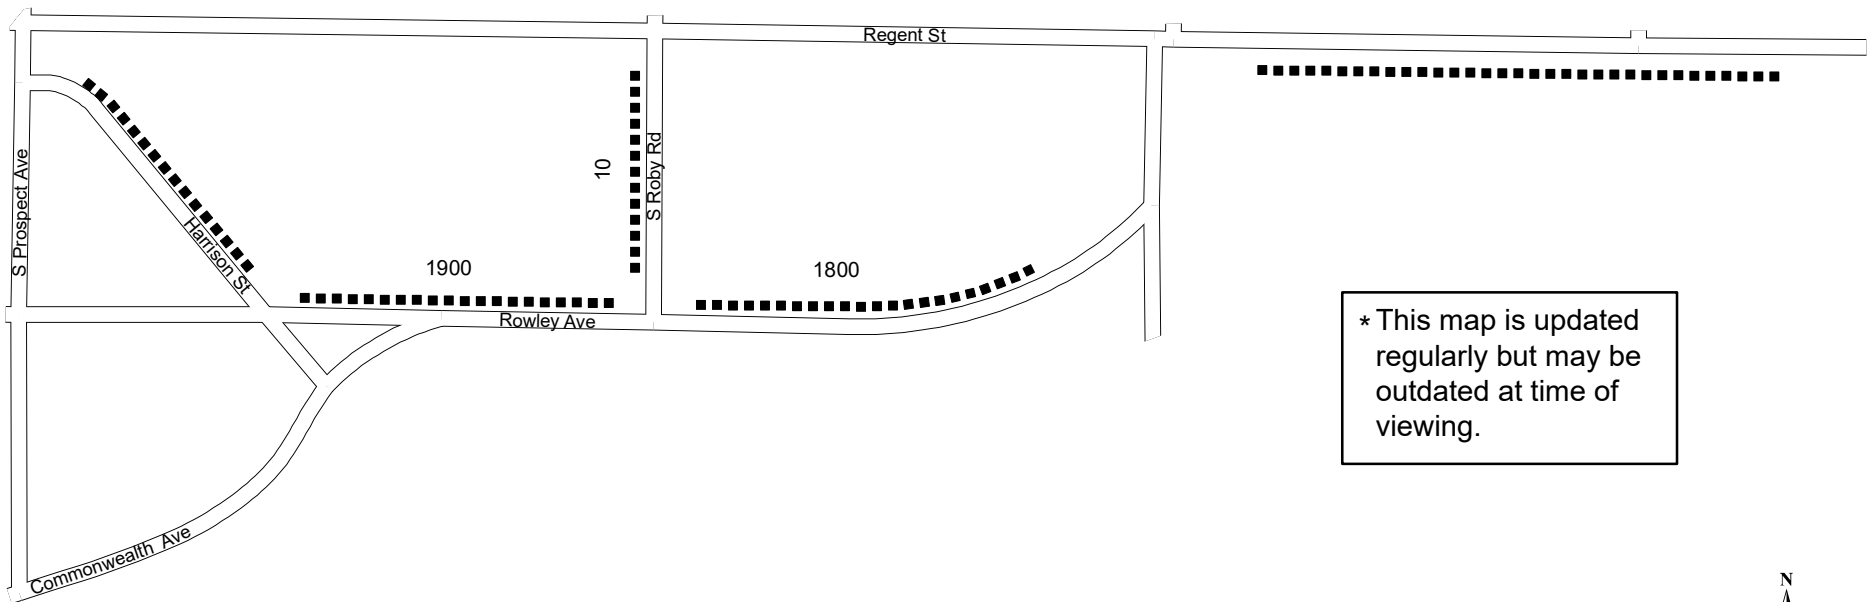 Regent St
S Prospect Ave
Harrison St
10
S Roby Rd
1900
1800
Rowley Ave
* This map is updated
regularly but may be
outdated at time of
viewing.
Commonwealth Ave
N